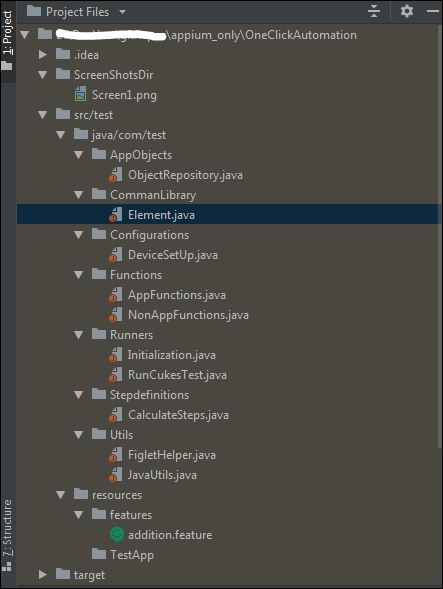 Project Files
\appium_only\OneClickAutomation
.idea
ScreenShotsDir
Screen1.png
src/test
java/com/test
AppObjects
ObjectRepository.java
CommanLibrary
Element.java
Configurations
DeviceSetUp.java
Functions
AppFunctions.java
NonAppFunctions.java
Runners
Initialization.java
RunCukesTest.java
Stepdefinitions
CalculateSteps.java
Utils
FigletHelper.java
JavaUtils.java
resources
features
addition.feature
TestApp
target
1: Project
7: Structure